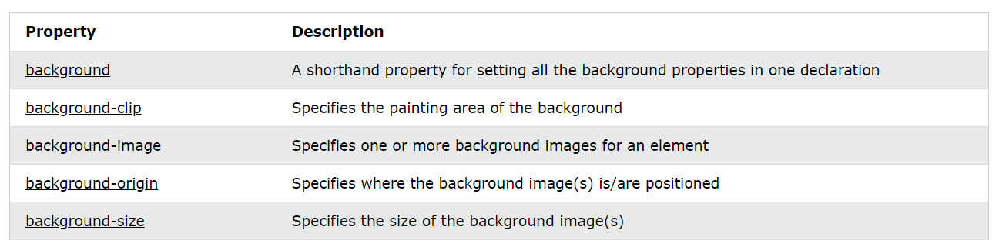 Property Description
background A shorthand property for setting all the background properties in one declaration
background-clip Specifies the painting area of the background
background-image Specifies one or more background images for an element
background-origin Specifies where the background image(s) is/are positioned
background-size Specifies the size of the background image(s)